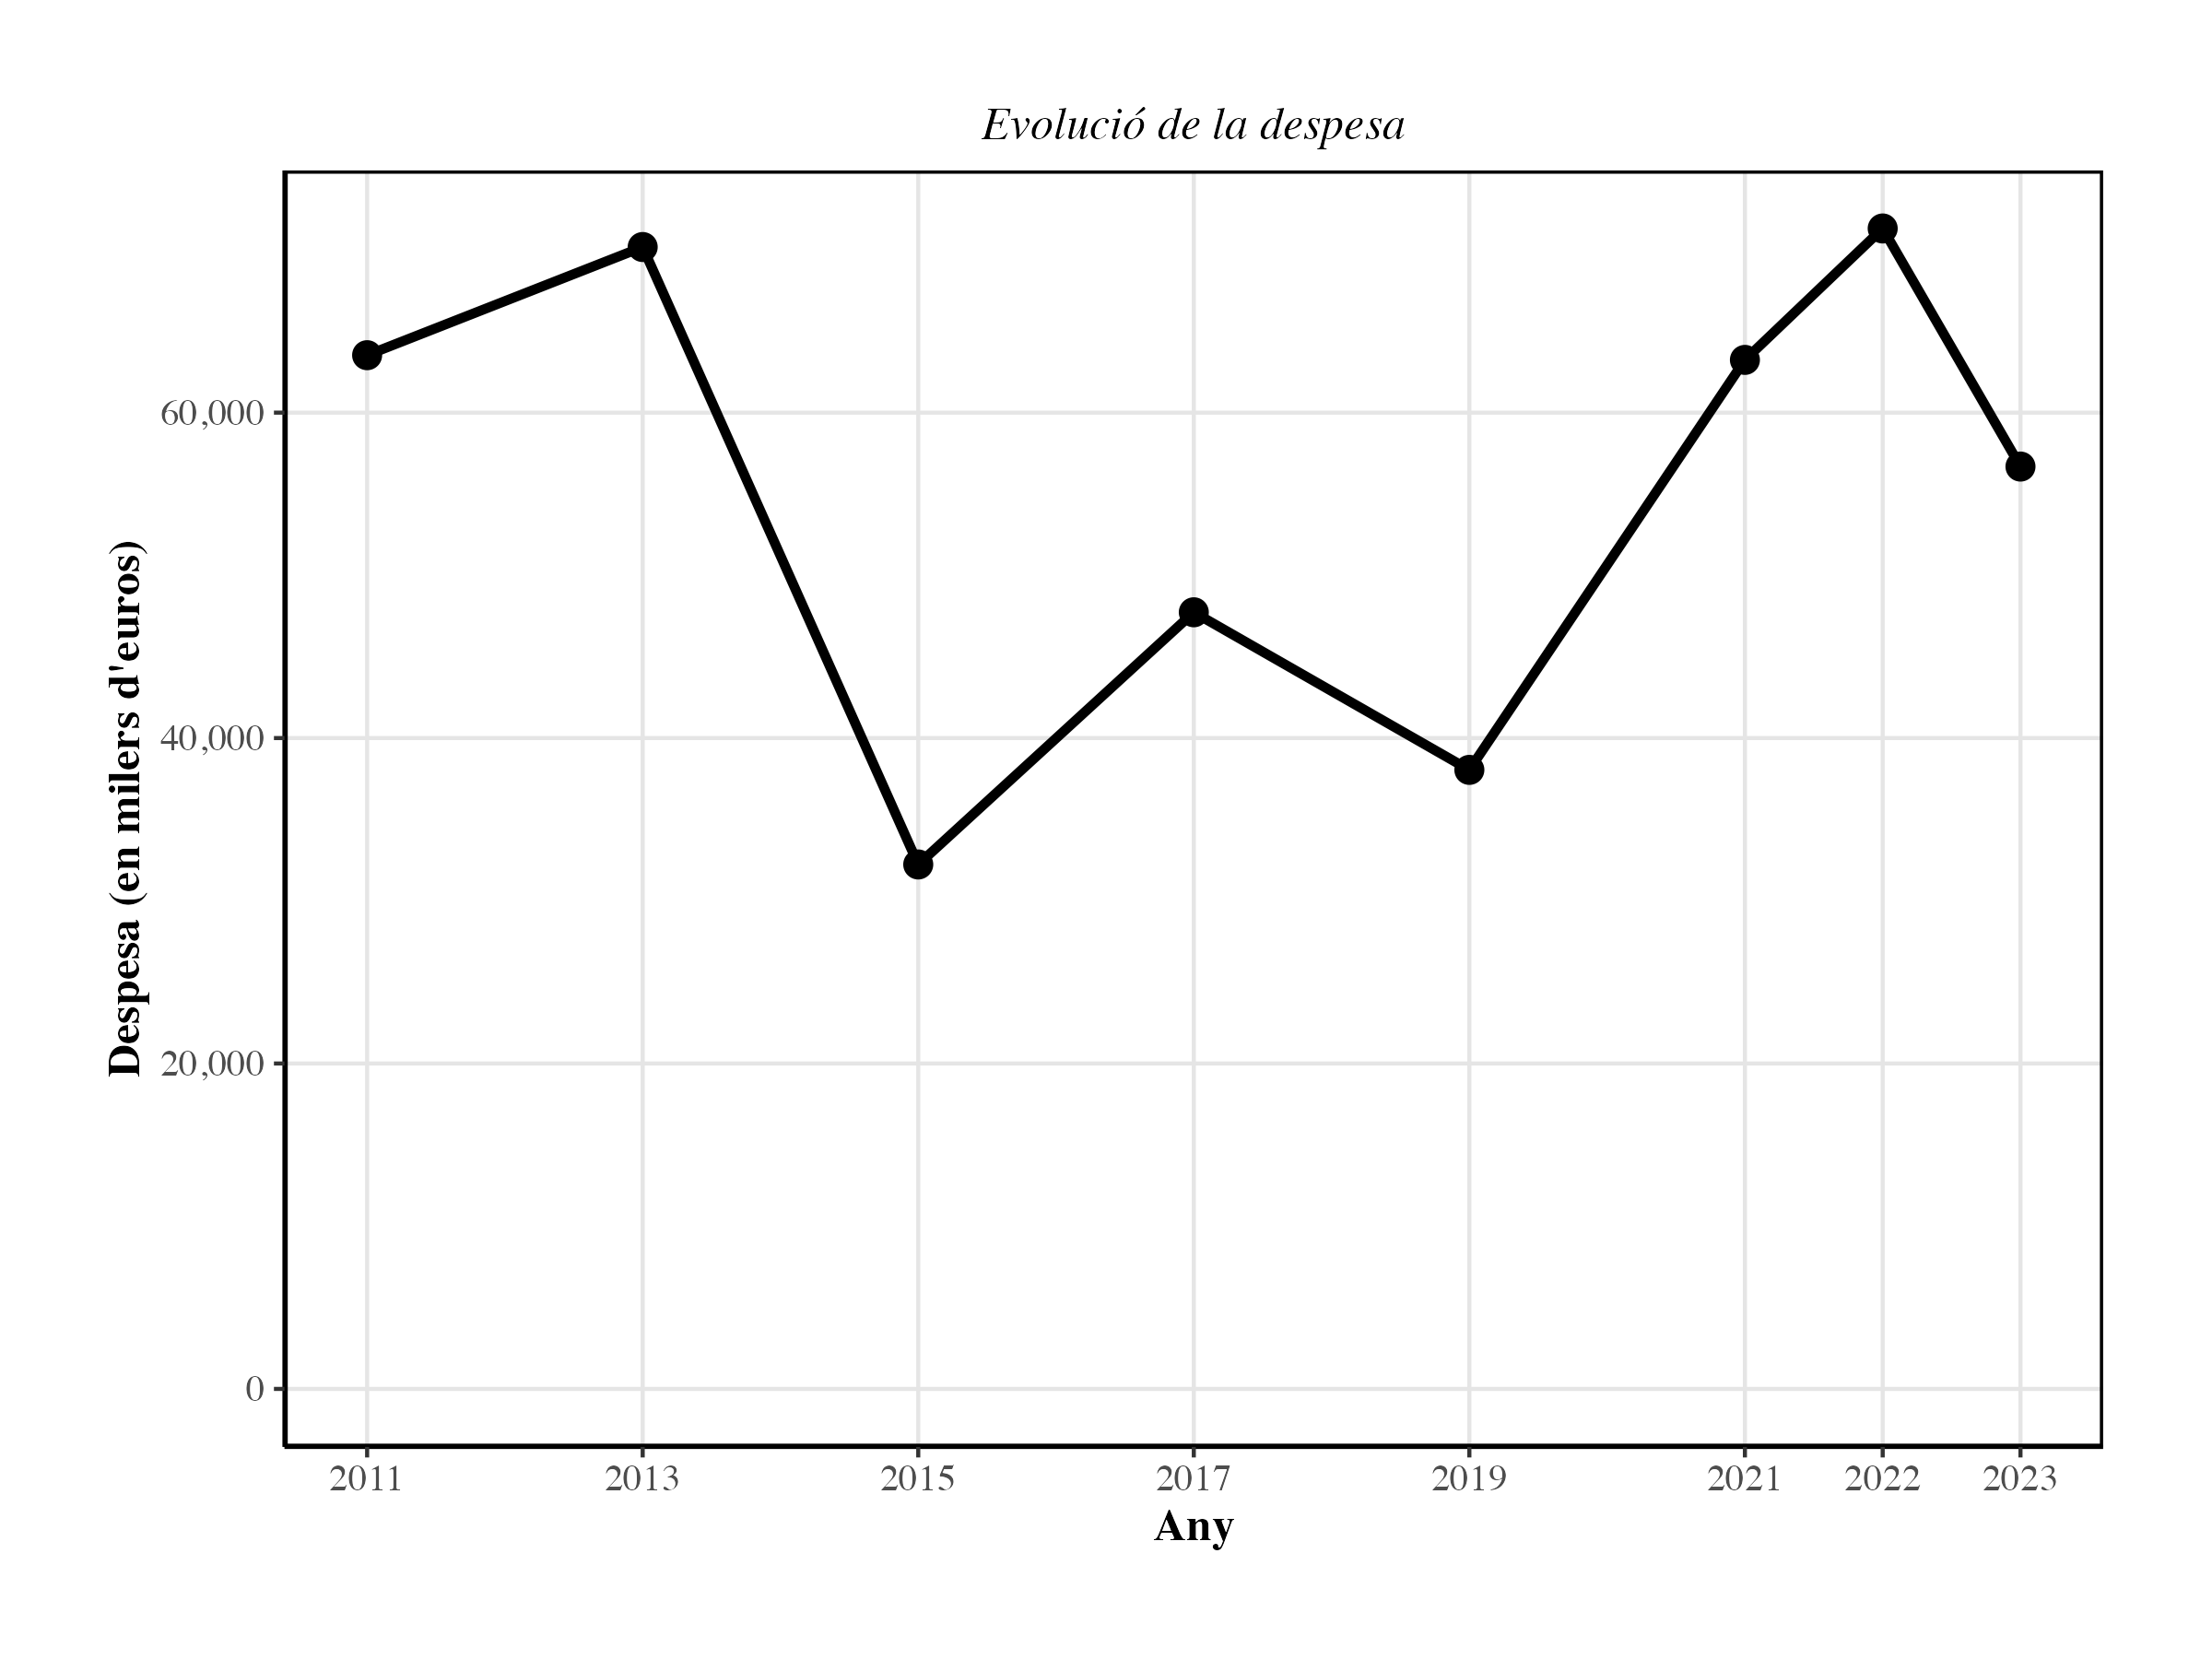 Evolució de la despesa
Despesa (en milers d'euros)
60,000
40,000
20,000
0
2011 2013 2015 2017 2019 2021 2022 2023
Any